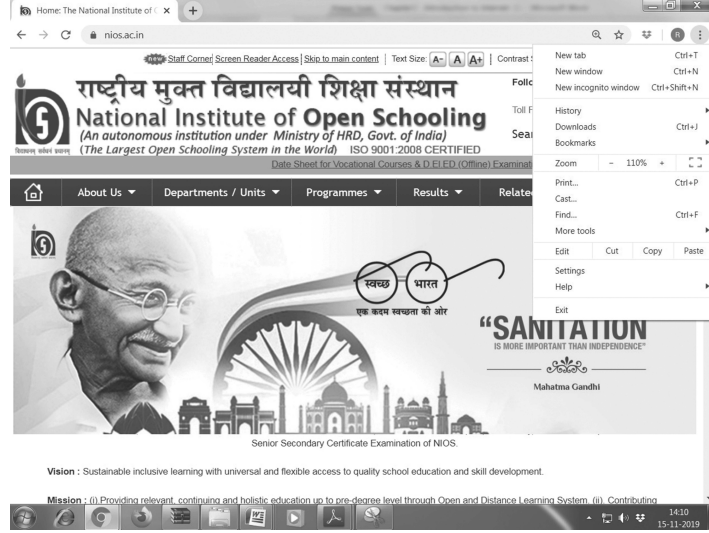 Home: The National Institute of O
nios.ac.in
R
new Staff Corner Screen Reader Access | Skip to main content | Text Size: A- A A+ | Contrast
राष्ट्रीय मुक्त विद्यालयी शिक्षा संस्थान
National Institute of Open Schooling
(An autonomous institution under Ministry of HRD, Govt. of India)
(The Largest Open Schooling System in the World) ISO 9001:2008 CERTIFIED
Follo
Toll F
Sear
Date Sheet for Vocational Courses & D.El.ED (Offline) Examinat
About Us Departments / Units Programmes Results Relate
New tab Ctrl+T
New window Ctrl+N
New incognito window Ctrl+Shift+N
History
Downloads Ctrl+J
Bookmarks
Zoom - 110% +
Print... Ctrl+P
Cast...
Find... Ctrl+F
More tools
Edit Cut Copy Paste
Settings
Help
Exit
स्वच्छ भारत
एक कदम स्वच्छता की ओर
"SANITATION
IS MORE IMPORTANT THAN INDEPENDENCE"
Mahatma Gandhi
Senior Secondary Certificate Examination of NIOS.
Vision : Sustainable inclusive learning with universal and flexible access to quality school education and skill development.
Mission : (i).Providing relevant, continuing and holistic education up to pre-degree level through Open and Distance Learning System. (ii). Contributing
14:10
15-11-2019